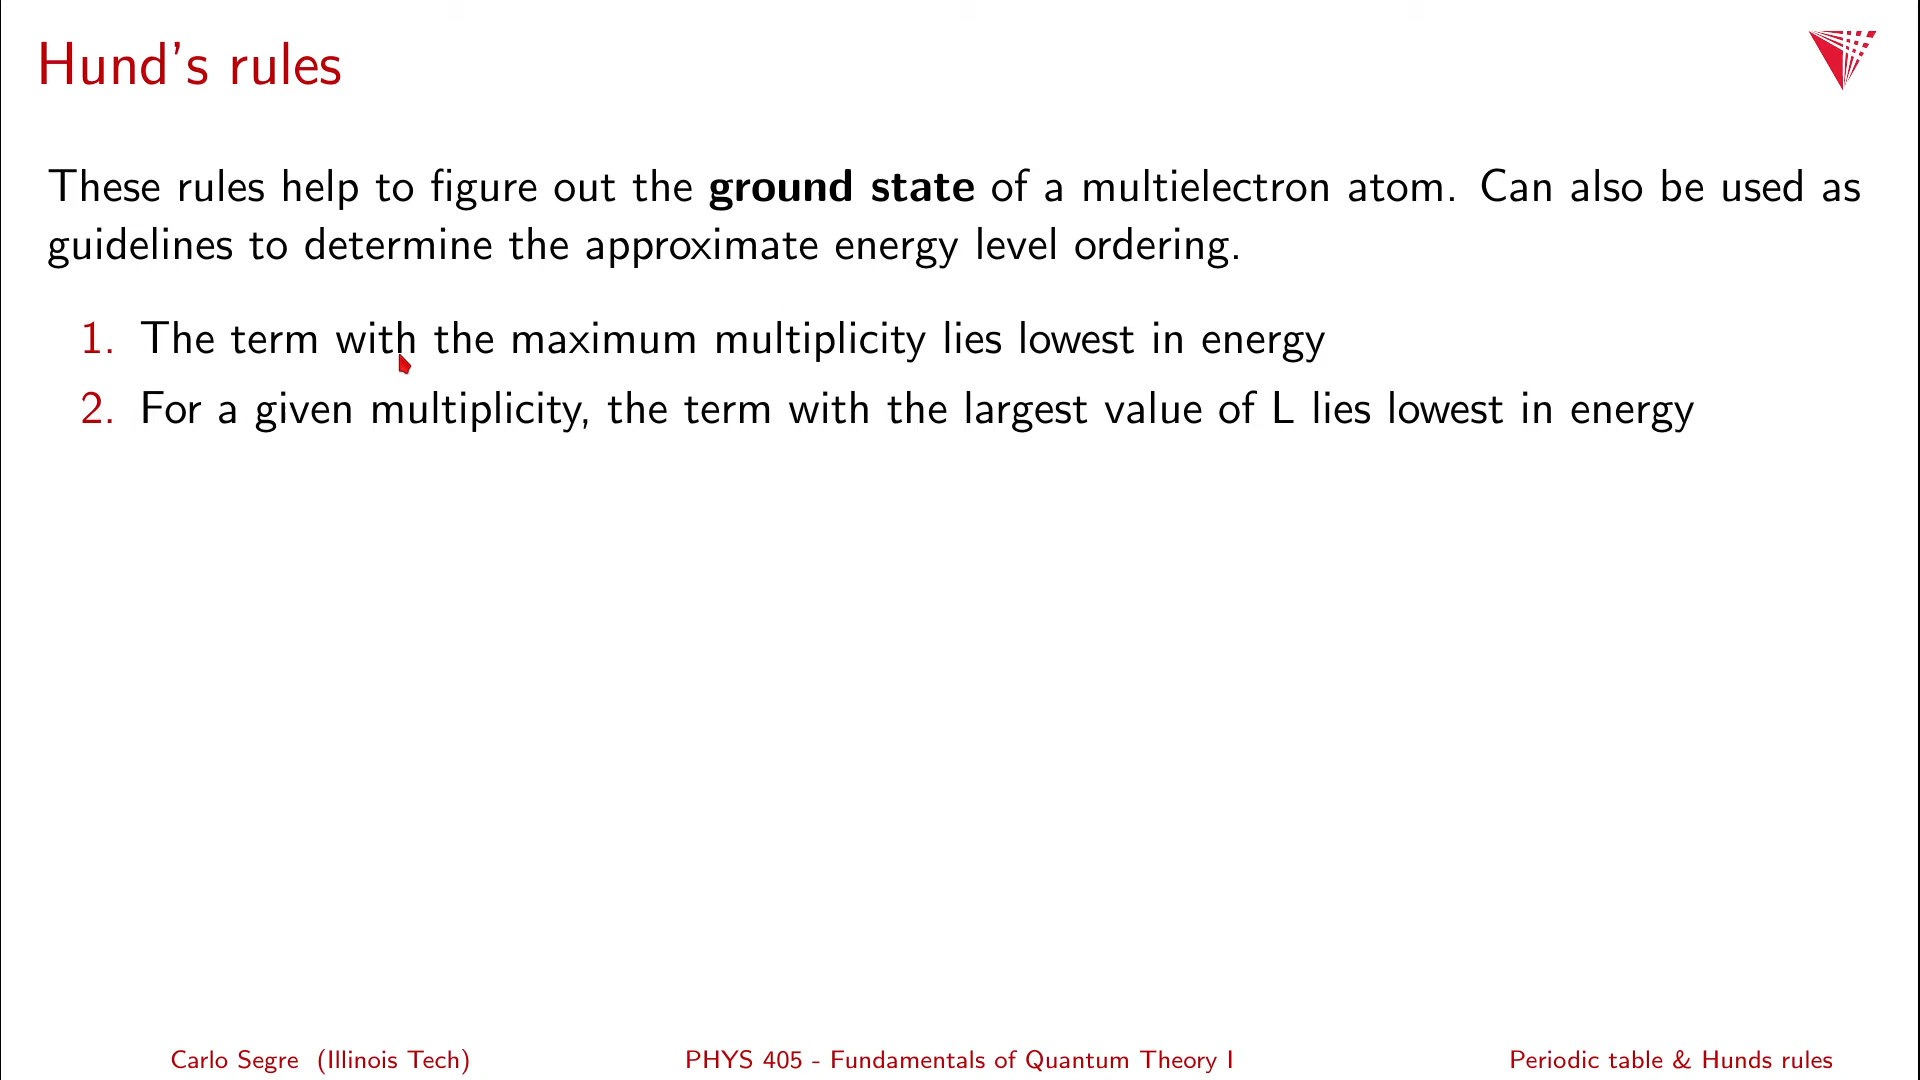 Hund's rules
These rules help to figure out the ground state of a multielectron atom. Can also be used as
guidelines to determine the approximate energy level ordering.
1. The term with the maximum multiplicity lies lowest in energy
2. For a given multiplicity, the term with the largest value of L lies lowest in energy
Carlo Segre (Illinois Tech) PHYS 405 - Fundamentals of Quantum Theory I Periodic table & Hunds rules